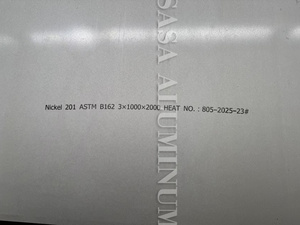 Nickel 201 ASTM B162 3×1000×2000 HEAT NO. : 805-2025-23#
SASA ALUMINUM